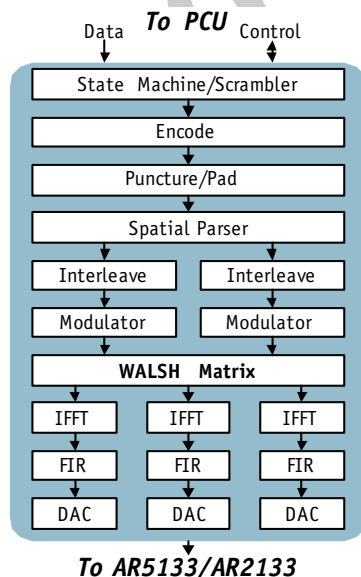 To PCU
Data Control
State Machine/Scrambler
Encode
Puncture/Pad
Spatial Parser
Interleave Interleave
Modulator Modulator
WALSH Matrix
IFFT IFFT IFFT
FIR FIR FIR
DAC DAC DAC
To AR5133/AR2133